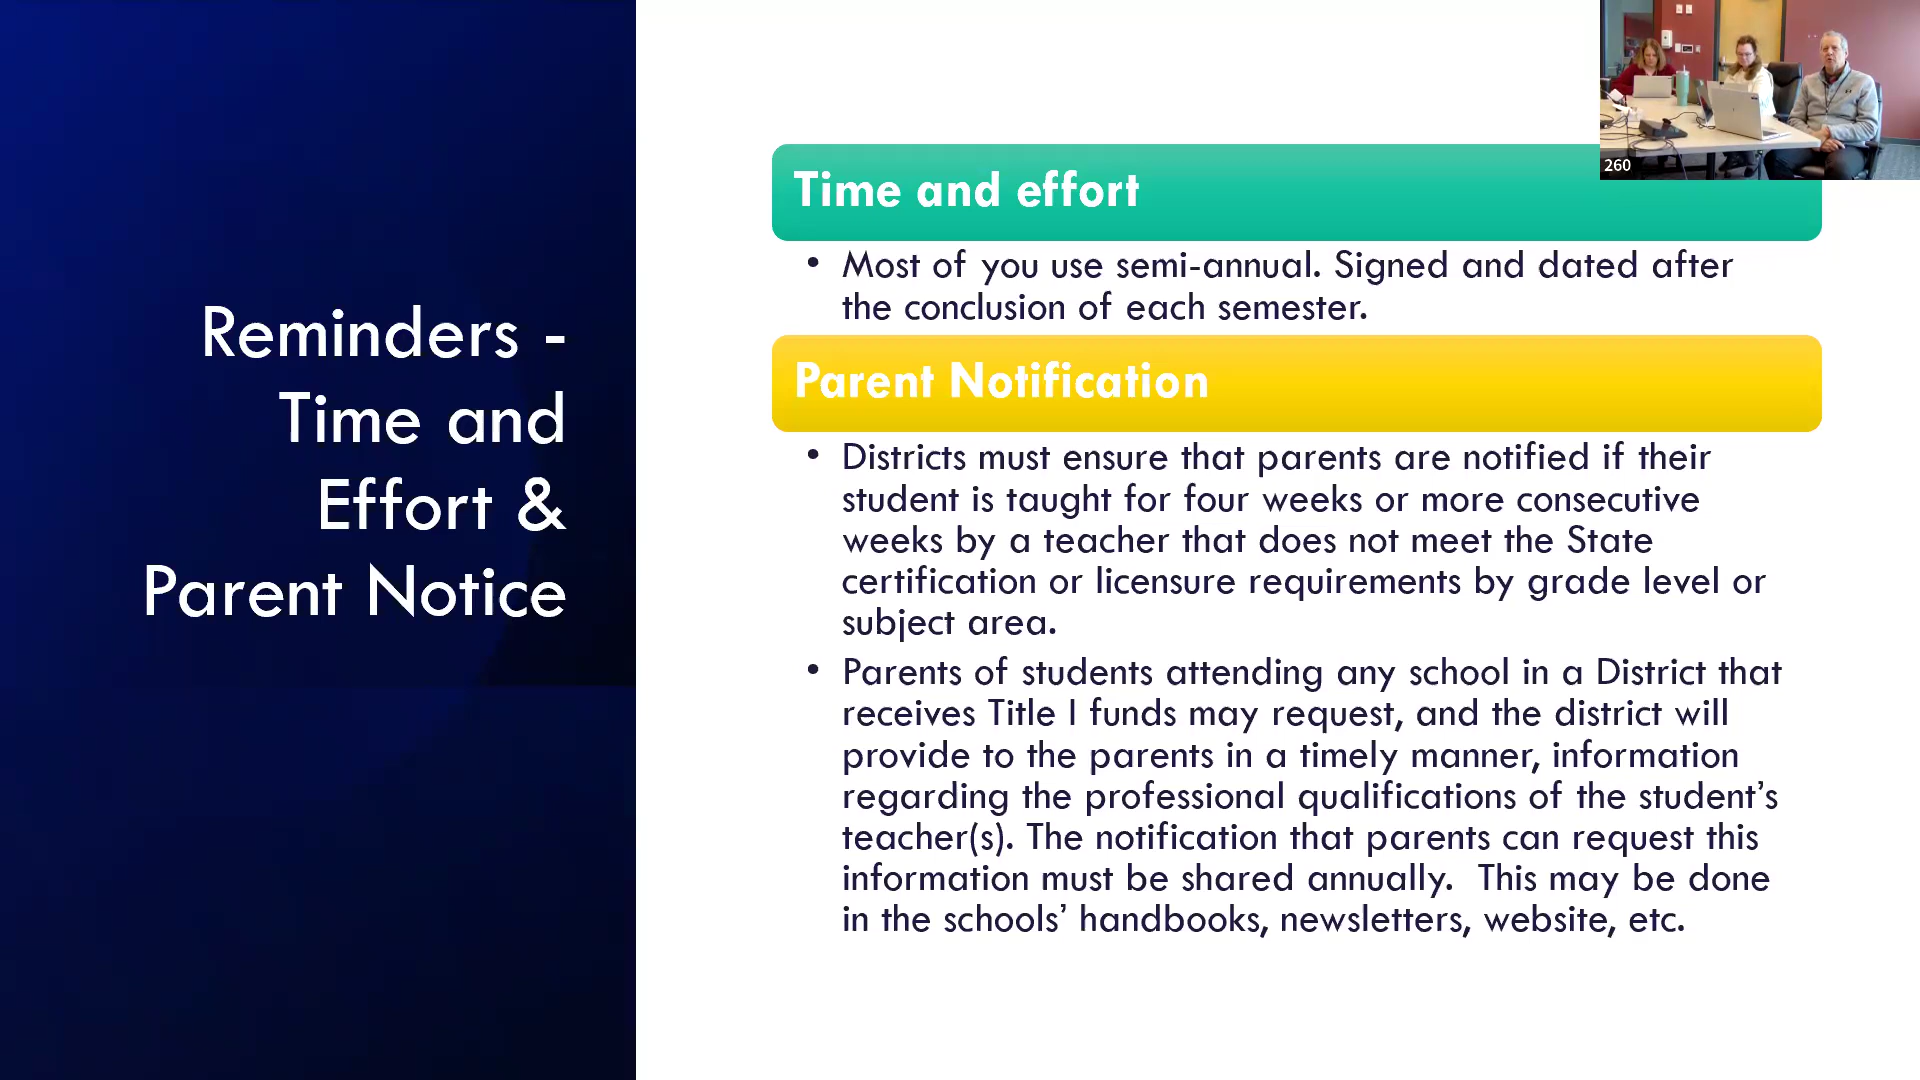 Reminders -
Time and
Effort &
Parent Notice
Time and effort
• Most of you use semi-annual. Signed and dated after
the conclusion of each semester.
Parent Notification
• Districts must ensure that parents are notified if their
student is taught for four weeks or more consecutive
weeks by a teacher that does not meet the State
certification or licensure requirements by grade level or
subject area.
• Parents of students attending any school in a District that
receives Title I funds may request, and the district will
provide to the parents in a timely manner, information
regarding the professional qualifications of the student’s
teacher(s). The notification that parents can request this
information must be shared annually.  This may be done
in the schools’ handbooks, newsletters, website, etc.
260